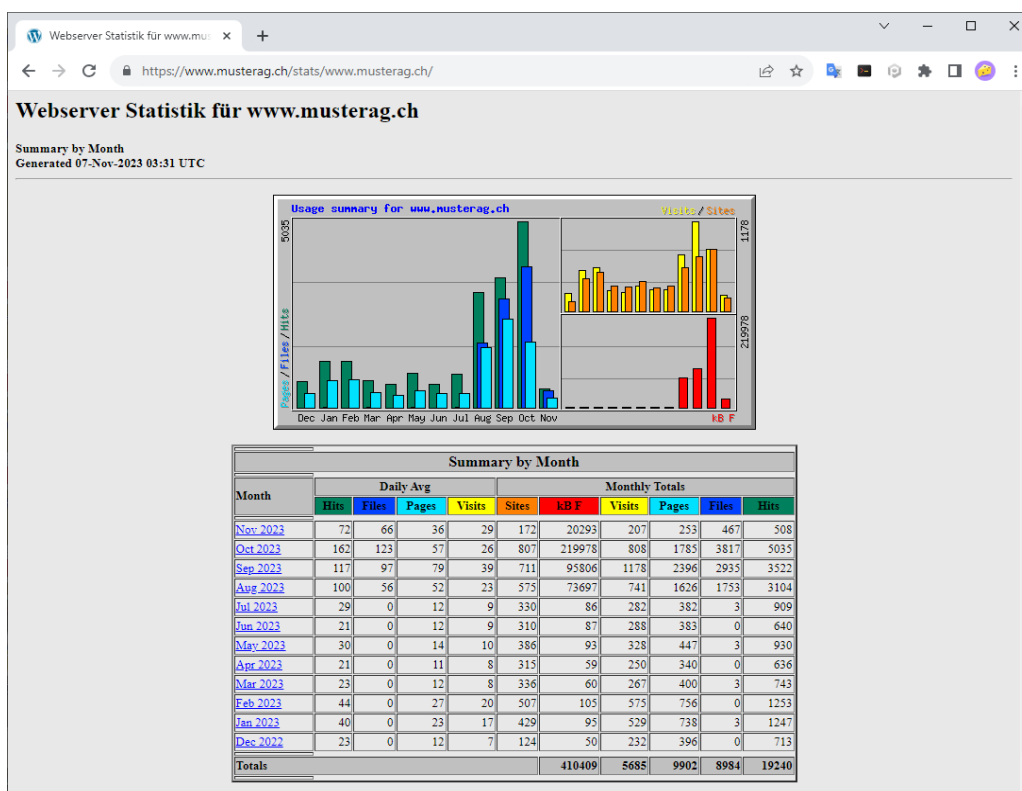 Webserver Statistik für www.mu
https://www.musterag.ch/stats/www.musterag.ch/
Webserver Statistik für www.musterag.ch
Summary by Month
Generated 07-Nov-2023 03:31 UTC
Usage summary for www.musterag.ch
Visits/Sites
5035
1178
Pages/Files/Hits
219978
Dec Jan Feb Mar Apr May Jun Jul Aug Sep Oct Nov
kB F
Summary by Month
Month Daily Avg Monthly Totals
Hits Files Pages Visits Sites kB F Visits Pages Files Hits
Nov 2023 72 66 36 29 172 20293 207 253 467 508
Oct 2023 162 123 57 26 807 219978 808 1785 3817 5035
Sep 2023 117 97 79 39 711 95806 1178 2396 2935 3522
Aug 2023 100 56 52 23 575 73697 741 1626 1753 3104
Jul 2023 29 0 12 9 330 86 282 382 3 909
Jun 2023 21 0 12 9 310 87 288 383 0 640
May 2023 30 0 14 10 386 93 328 447 3 930
Apr 2023 21 0 11 8 315 59 250 340 0 636
Mar 2023 23 0 12 8 336 60 267 400 3 743
Feb 2023 44 0 27 20 507 105 575 756 0 1253
Jan 2023 40 0 23 17 429 95 529 738 3 1247
Dec 2022 23 0 12 7 124 50 232 396 0 713
Totals 410409 5685 9902 8984 19240